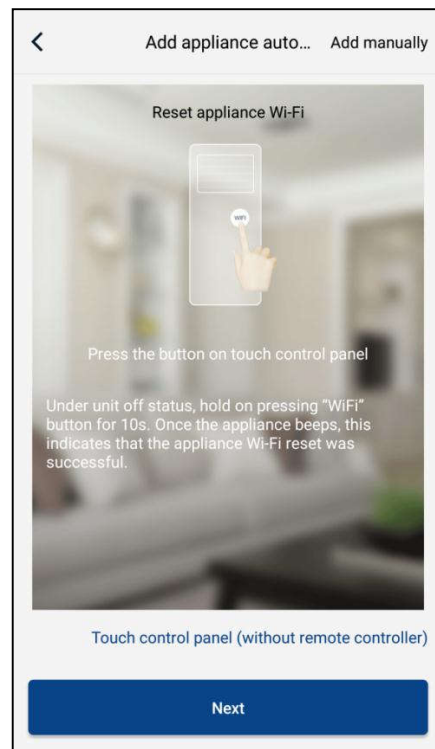 Add appliance auto... Add manually
Reset appliance Wi-Fi
WiFi
Press the button on touch control panel
Under unit off status, hold on pressing "WiFi"
button for 10s. Once the appliance beeps, this
indicates that the appliance Wi-Fi reset was
successful.
Touch control panel (without remote controller)
Next